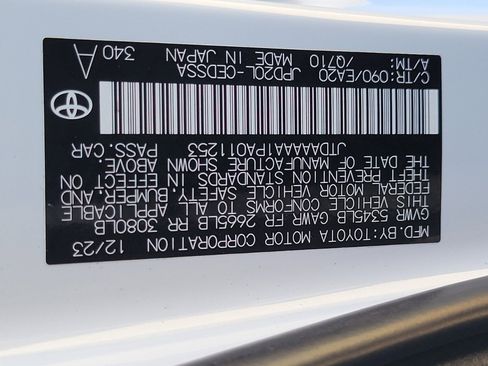 MFD. BY: TOYOTA MOTOR CORPORATION 12/23
GVWR 5345LB GAWR FR 2665LB RR 3080LB
THIS VEHICLE CONFORMS TO ALL APPLICABLE
FEDERAL MOTOR VEHICLE SAFETY, BUMPER, AND
THEFT PREVENTION STANDARDS IN EFFECT ON
THE DATE OF MANUFACTURE SHOWN ABOVE.
JTDAAAAA1PA011253 PASS. CAR
C/TR: 090/EA20 JPD20L-CEDSSA 340 A
A/TM: /Q710 MADE IN JAPAN